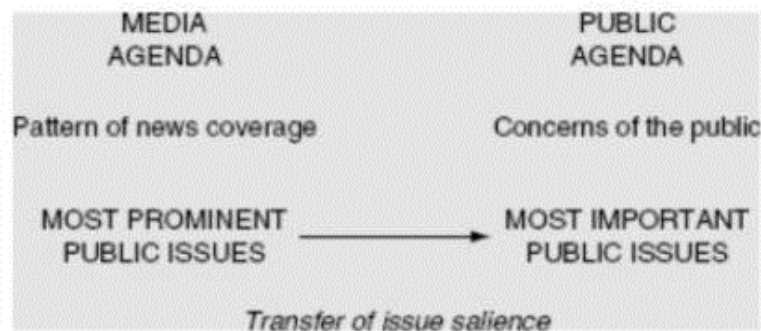 MEDIA
AGENDA
PUBLIC
AGENDA
Pattern of news coverage
Concerns of the public
MOST PROMINENT
PUBLIC ISSUES
MOST IMPORTANT
PUBLIC ISSUES
Transfer of issue salience